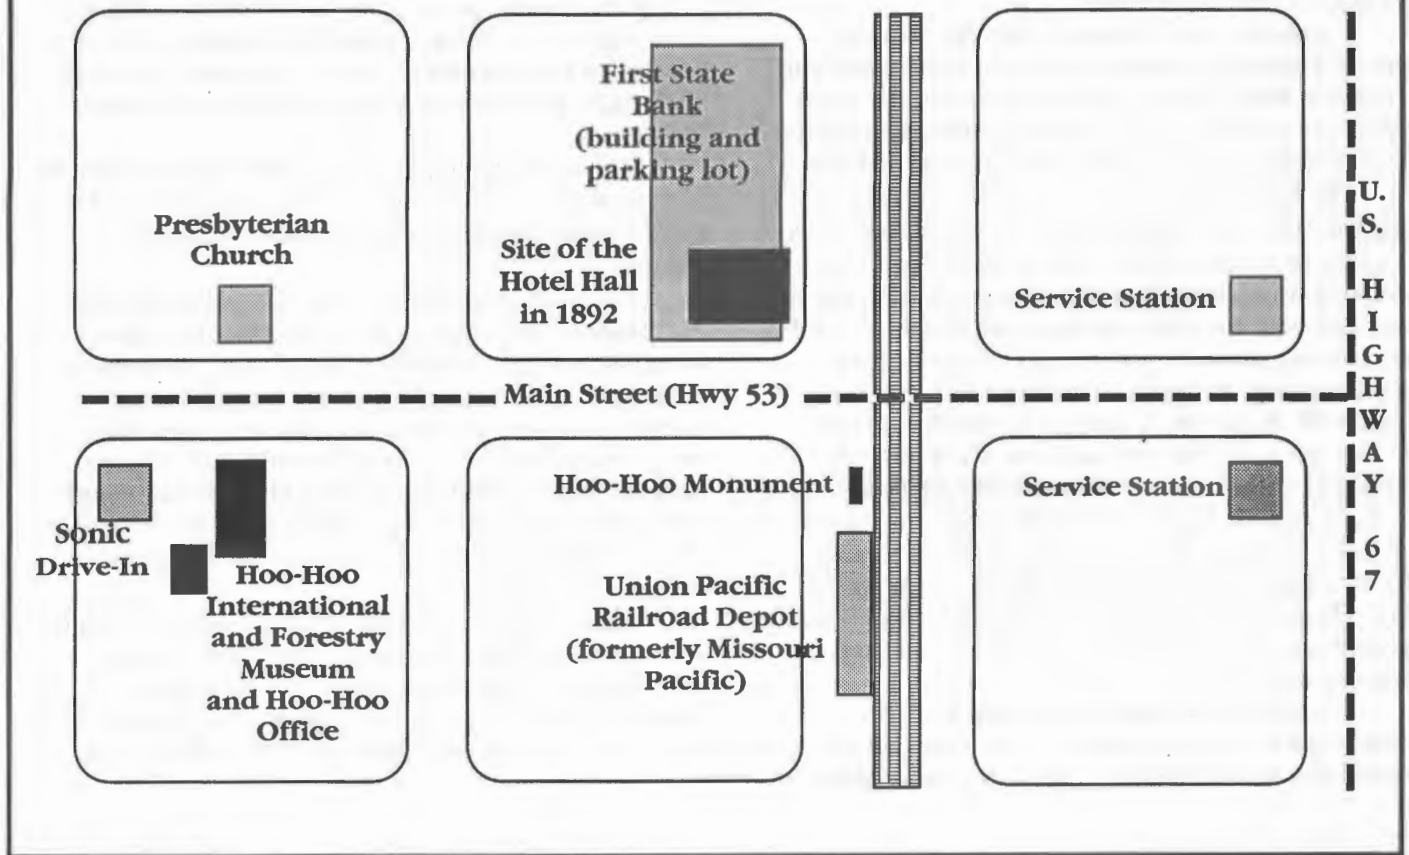 First State
Bank
(building and
parking lot)
Presbyterian
Church
Site of the
Hotel Hall
in 1892
Service Station
U.
S.
H
I
G
H
W
A
Y
6
7
Main Street (Hwy 53)
Hoo-Hoo Monument
Service Station
Sonic
Drive-In
Hoo-Hoo
International
and Forestry
Museum
and Hoo-Hoo
Office
Union Pacific
Railroad Depot
(formerly Missouri
Pacific)